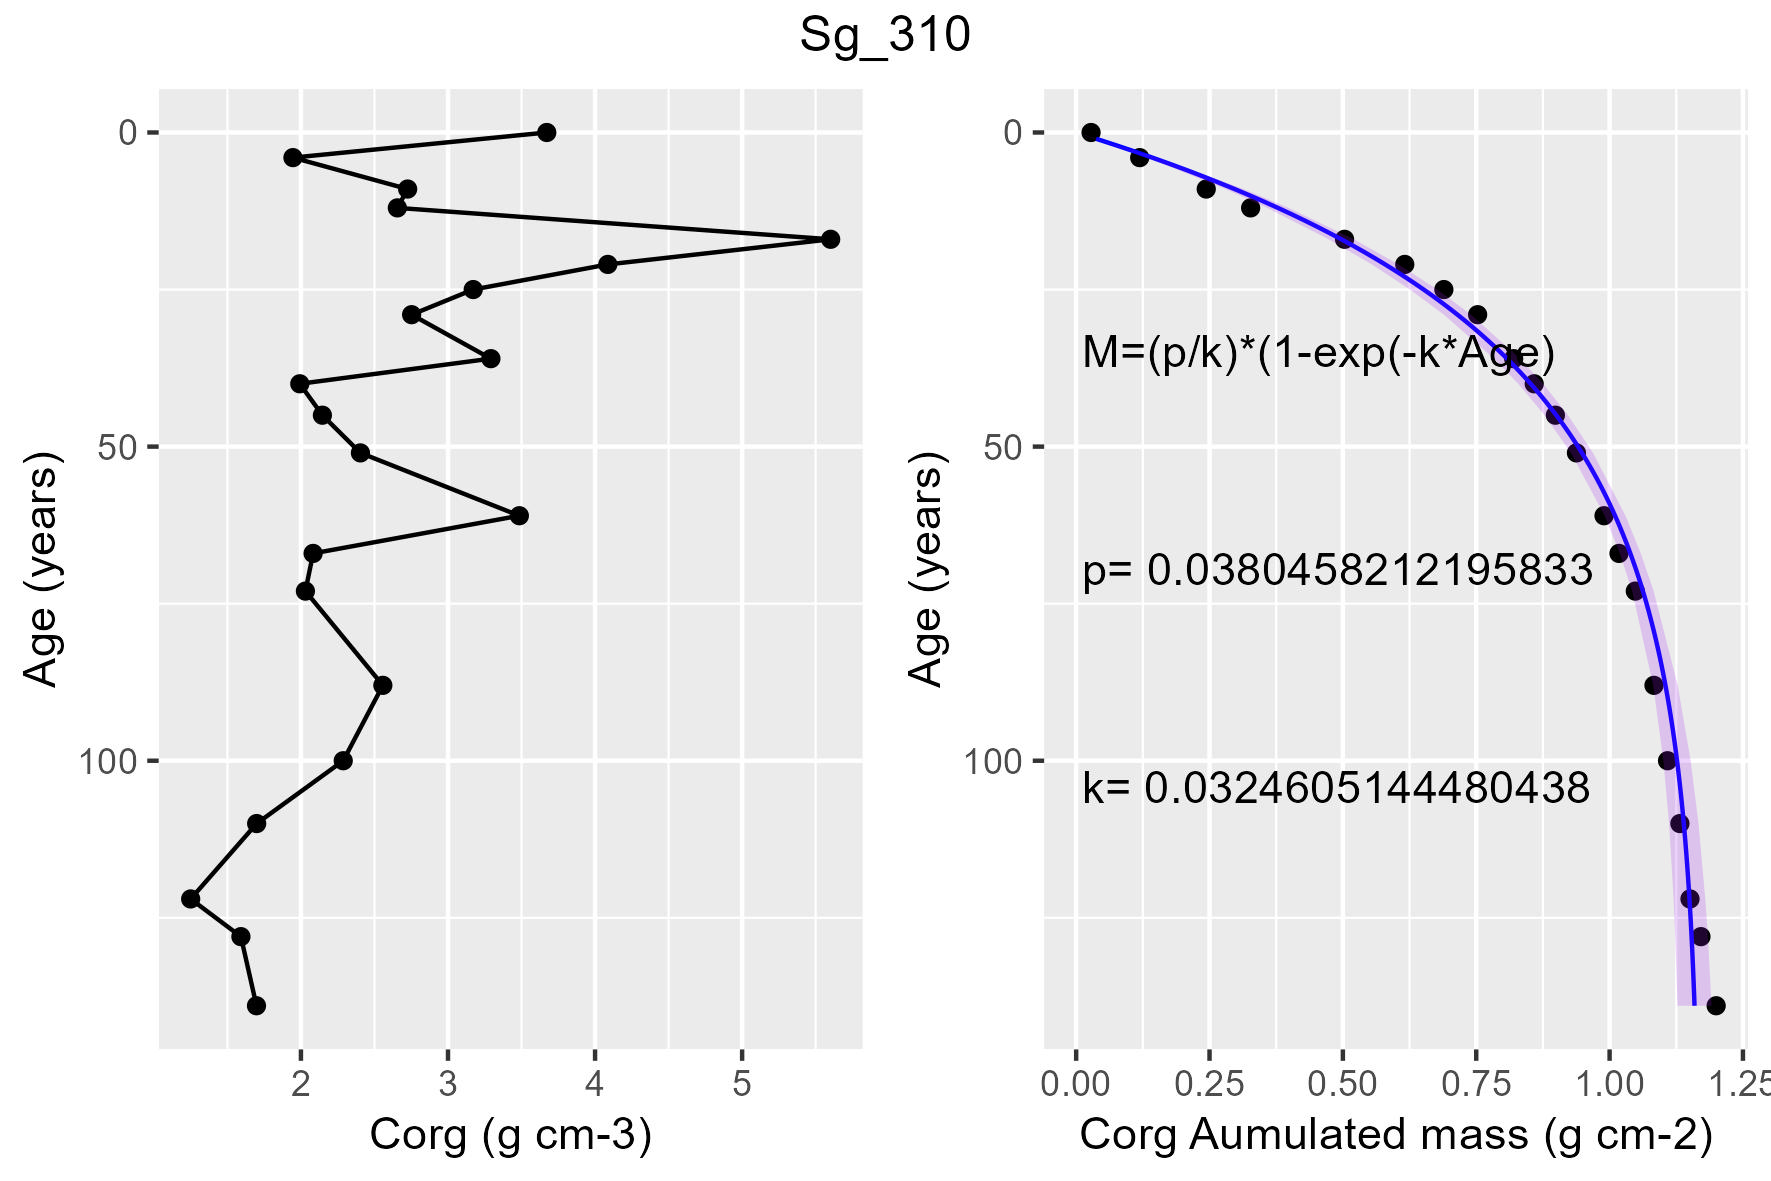 Sg_310
0
50
100
Age (years)
2 3 4 5
Corg (g cm-3)
0
50
100
Age (years)
M=(p/k)*(1-exp(-k*Age)
p= 0.0380458212195833
k= 0.0324605144480438
0.00 0.25 0.50 0.75 1.00 1.25
Corg Aumulated mass (g cm-2)